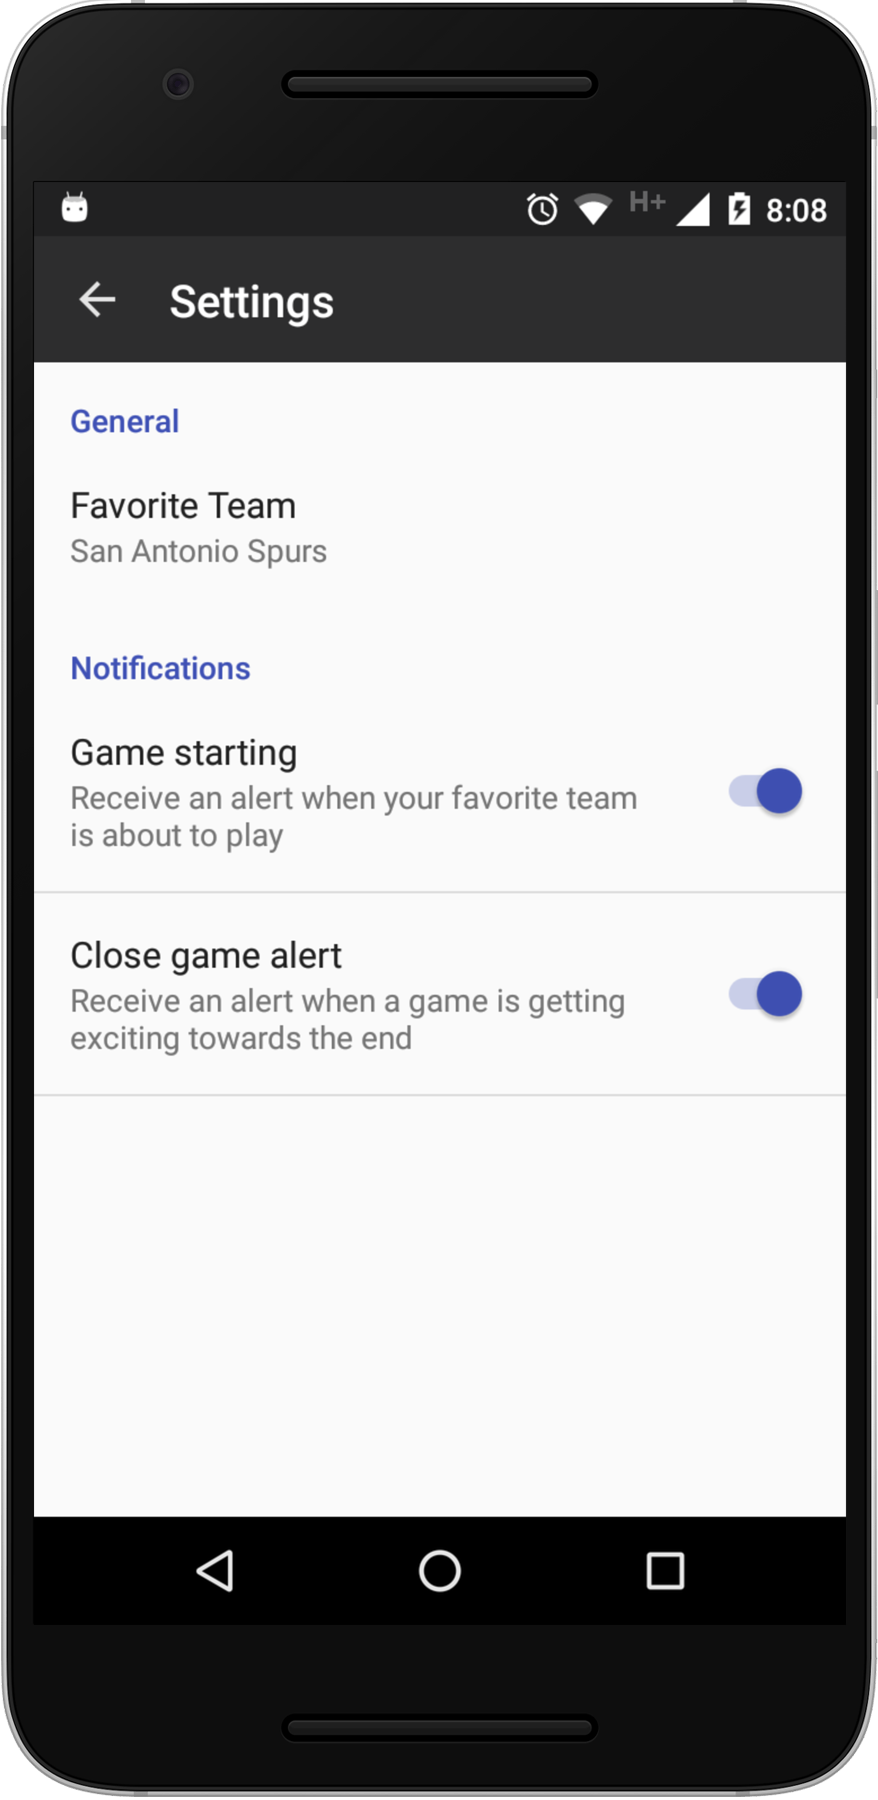 H+ 8:08
Settings
General
Favorite Team
San Antonio Spurs
Notifications
Game starting
Receive an alert when your favorite team
is about to play
Close game alert
Receive an alert when a game is getting
exciting towards the end